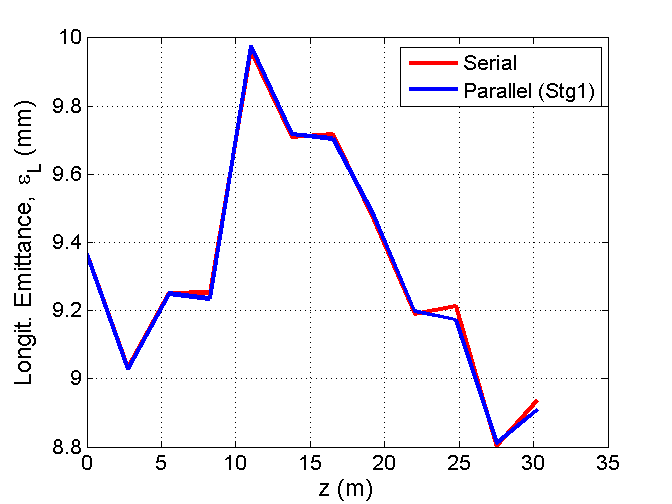 10
9.8
9.6
9.4
9.2
9
8.8
Longit. Emittance, ε_L (mm)
Serial
Parallel (Stg1)
0 5 10 15 20 25 30 35
z (m)